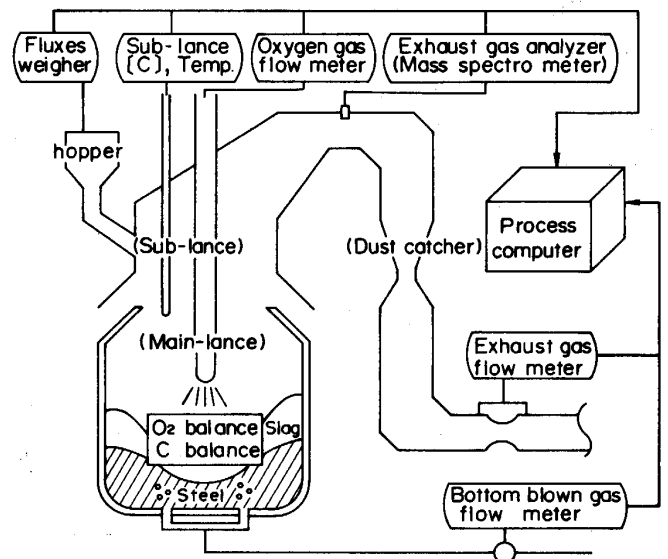 Fluxes
weigher
Sub-lance
[C], Temp.
Oxygen gas
flow meter
Exhaust gas analyzer
(Mass spectro meter)
hopper
(Sub-lance)
(Dust catcher)
Process
computer
(Main-lance)
Exhaust gas
flow meter
O2 balance
C balance
Slag
Steel
Bottom blown gas
flow meter